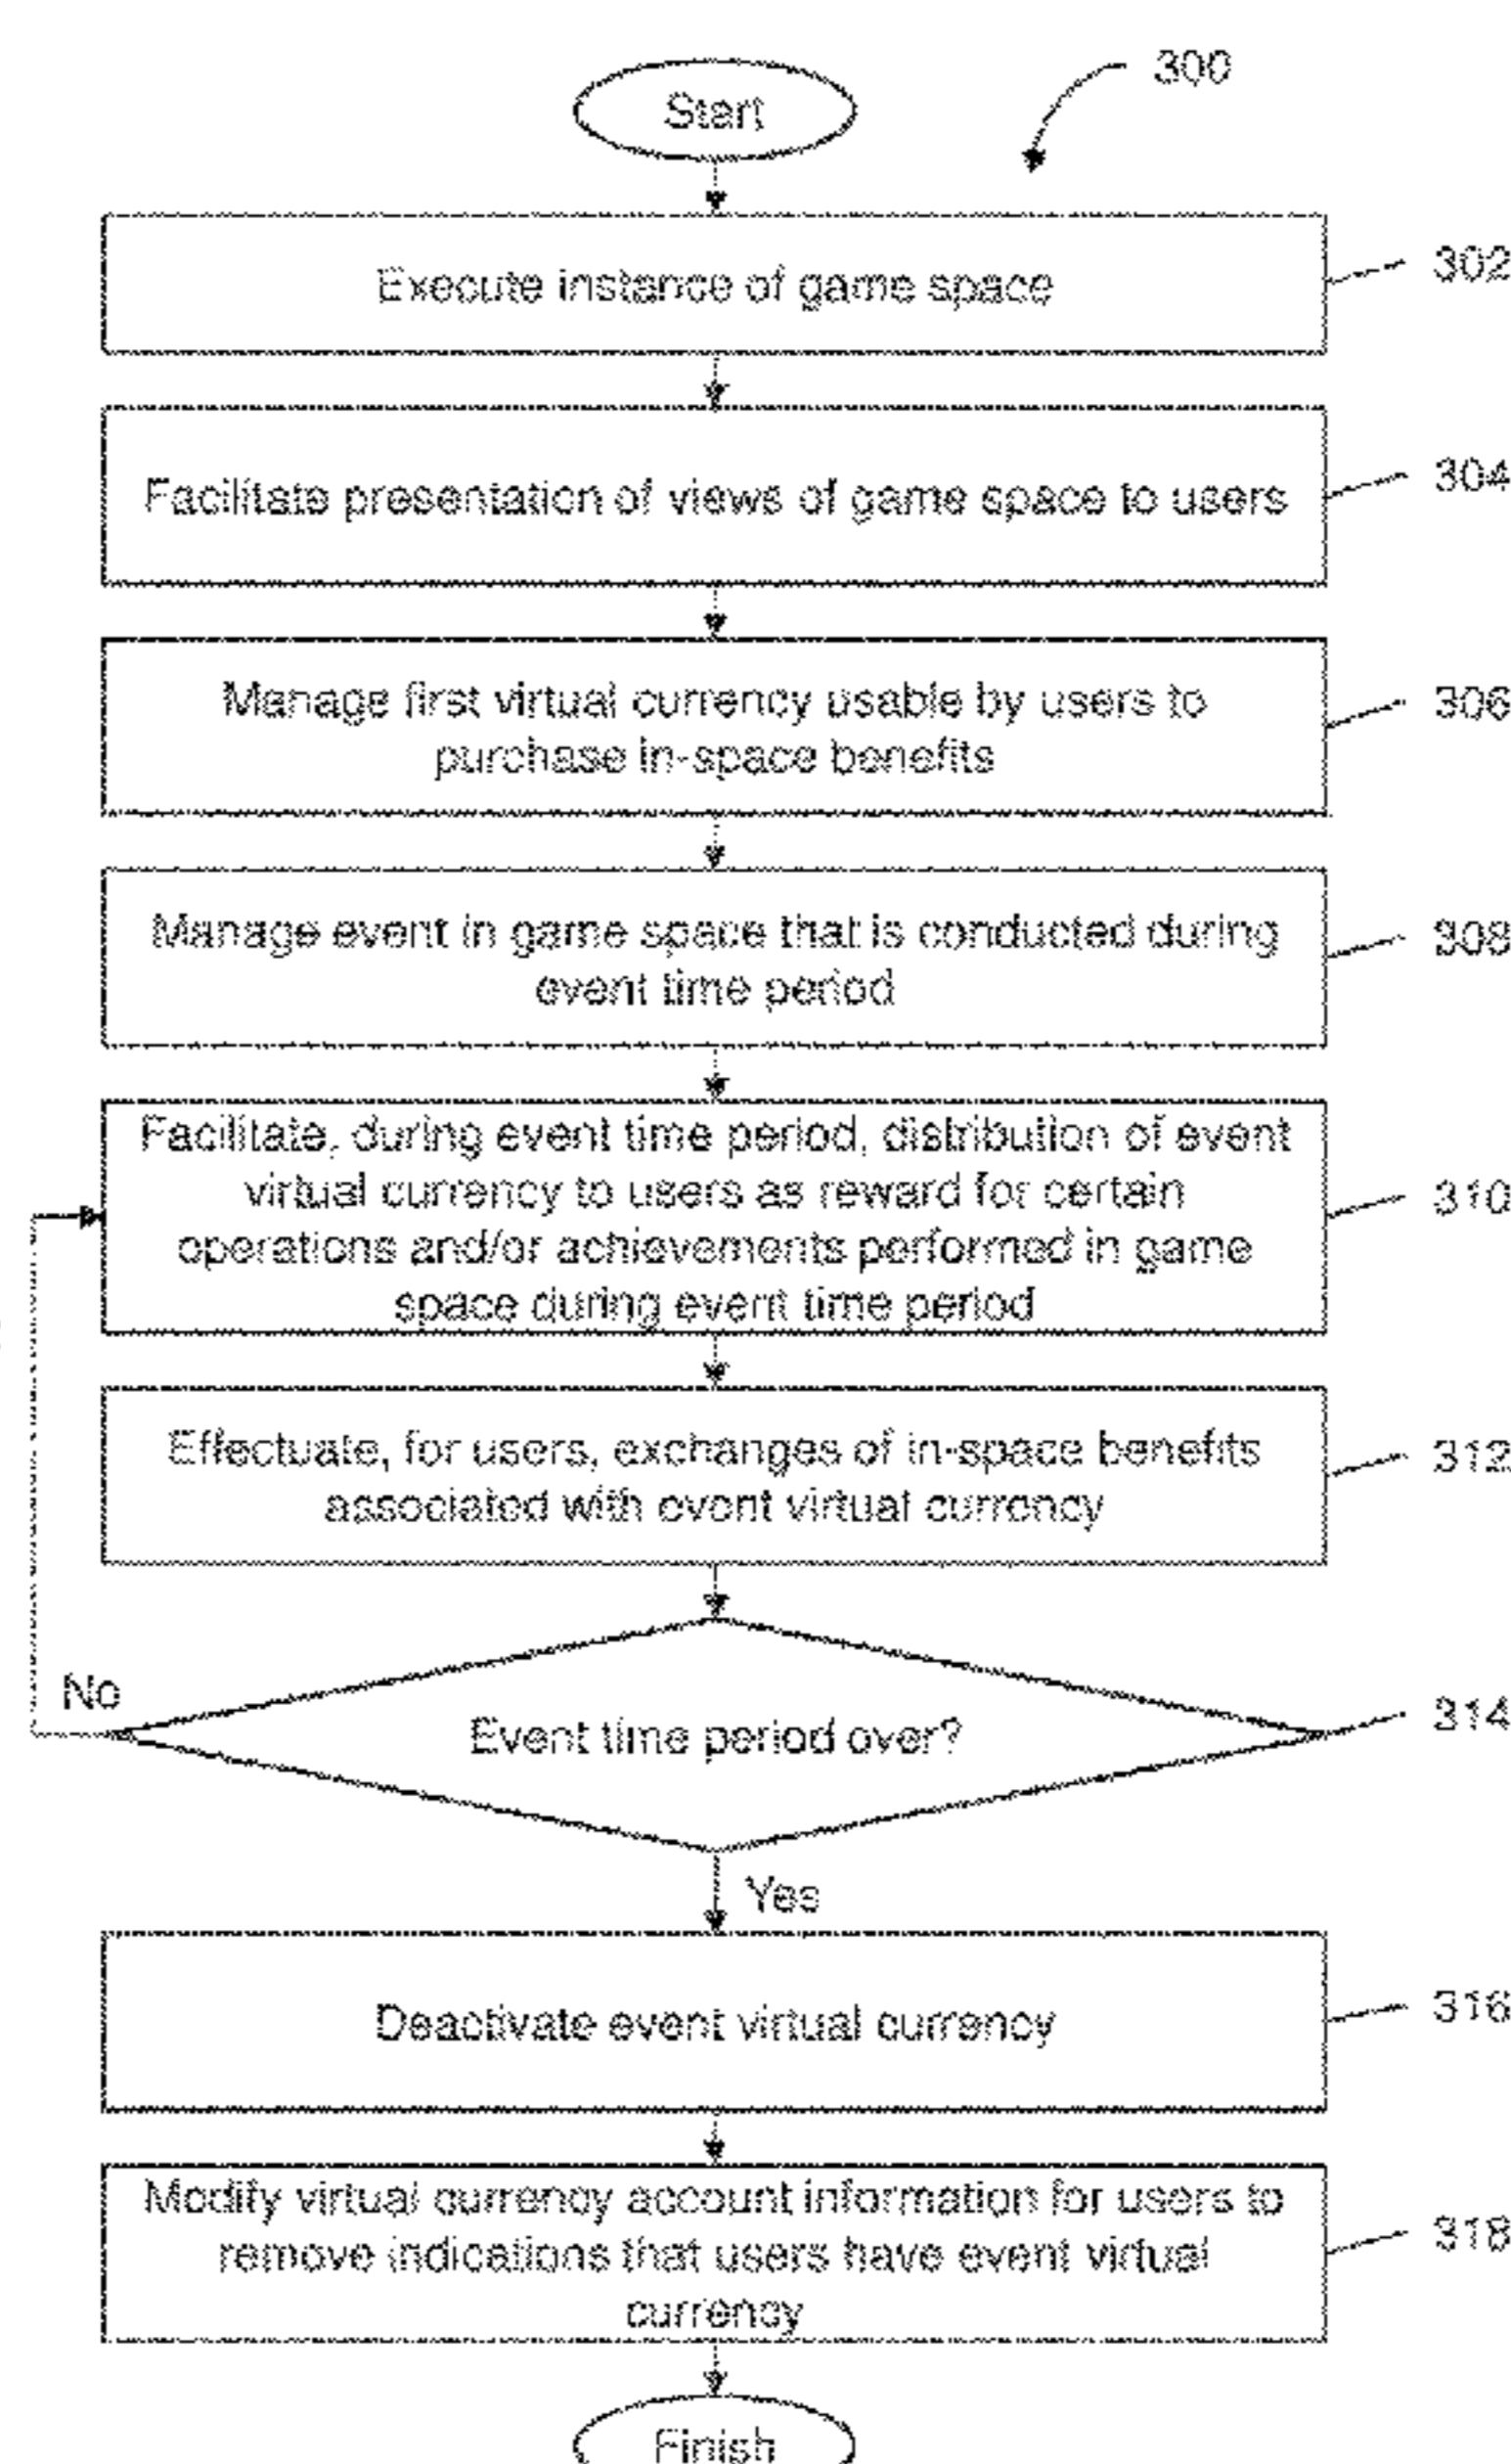 300
Start
Execute instance of game space
302
Facilitate presentation of views of game space to users
304
Manage first virtual currency usable by users to
purchase in-space benefits
306
Manage event in game space that is conducted during
event time period
308
Facilitate, during event time period, distribution of event
virtual currency to users as reward for certain
operations and/or achievements performed in game
space during event time period
310
Effectuate, for users, exchanges of in-space benefits
associated with event virtual currency
312
No
Event time period over?
314
Yes
Deactivate event virtual currency
316
Modify virtual currency account information for users to
remove indications that users have event virtual
currency
318
Finish